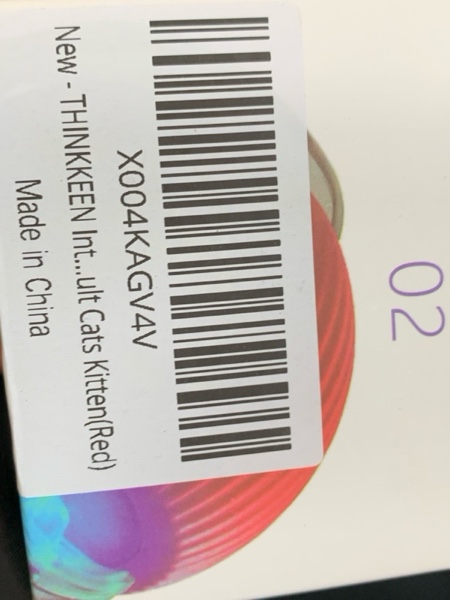 02
X004KAGV4V
New - THINKKEEN Int...ult Cats Kitten(Red)
Made in China